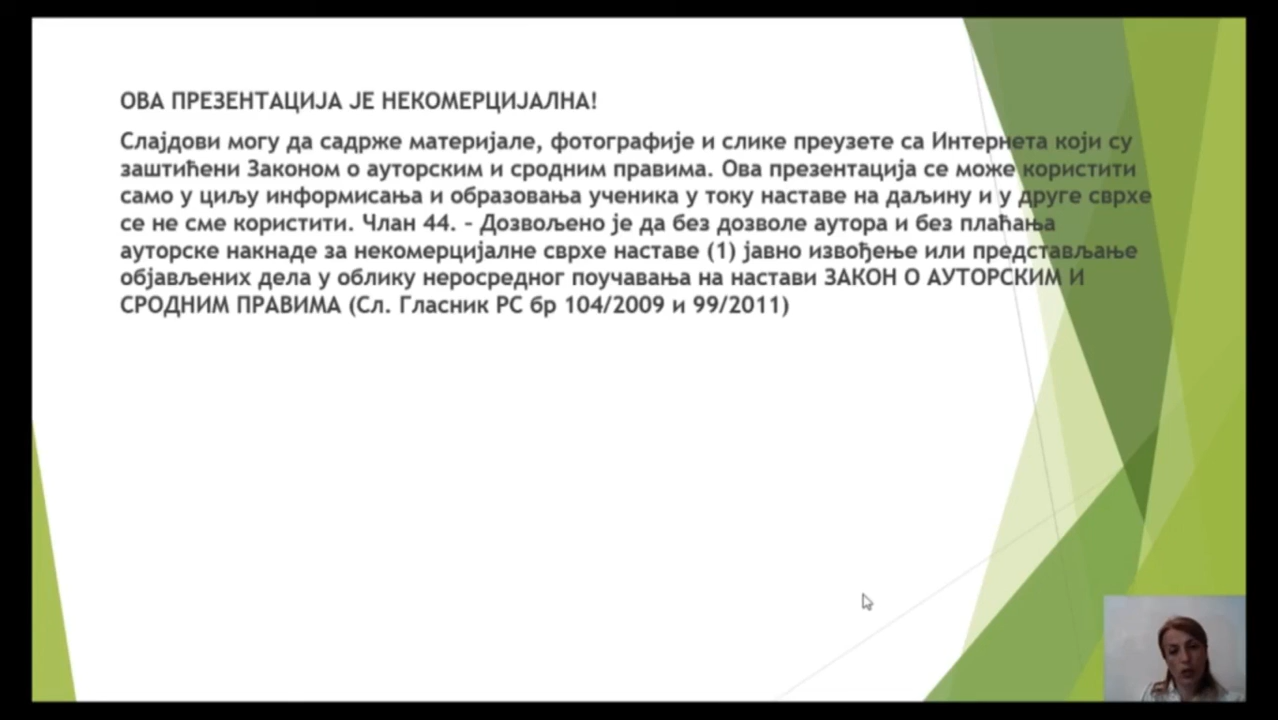 ОВА ПРЕЗЕНТАЦИЈА ЈЕ НЕКОМЕРЦИЈАЛНА!
Слајдови могу да садрже материјале, фотографије и слике преузете са Интернета који су
заштићени Законом о ауторским и сродним правима. Ова презентација се може користити
само у циљу информисања и образовања ученика у току наставе на даљину и у друге сврхе
се не сме користити. Члан 44. – Дозвољено је да без дозволе аутора и без плаћања
ауторске накнаде за некомерцијалне сврхе наставе (1) јавно извођење или представљање
објављених дела у облику неросредног поучавања на настави ЗАКОН О АУТОРСКИМ И
СРОДНИМ ПРАВИМА (Сл. Гласник РС бр 104/2009 и 99/2011)